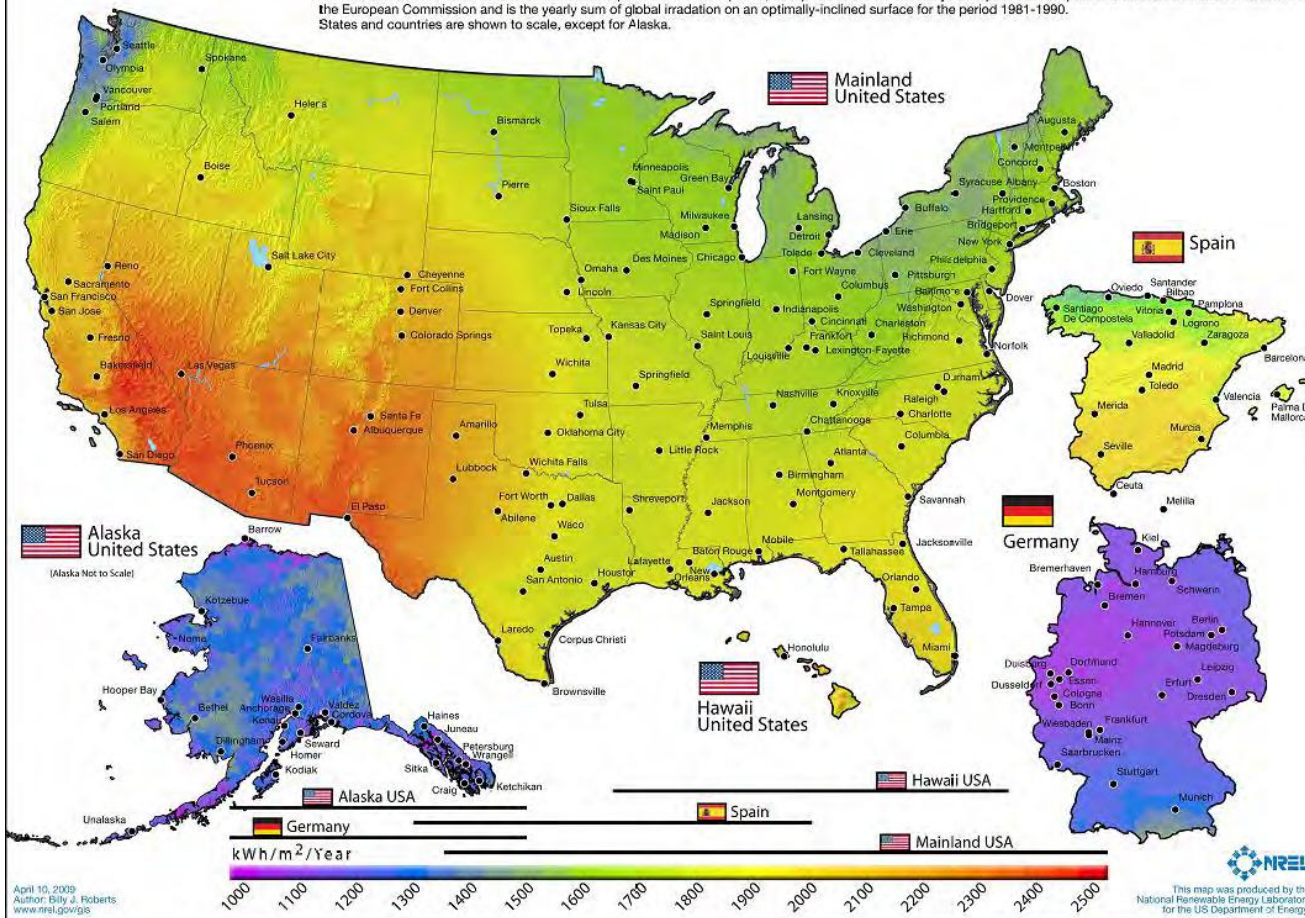 the European Commission and is the yearly sum of global irradation on an optimally-inclined surface for the period 1981-1990.
States and countries are shown to scale, except for Alaska.
Mainland
United States
Seattle
Olympia
Spokane
Vancouver
Portland
Salem
Helena
Bismarck
Boise
Pierre
Minneapolis
Saint Paul
Green Bay
Augusta
Montpelier
Concord
Syracuse
Albany
Boston
Providence
Hartford
Bridgeport
Buffalo
New York
Sioux Falls
Milwaukee
Madison
Lansing
Detroit
Erie
Chicago
Toledo
Cleveland
Philadelphia
Reno
Salt Lake City
Cheyenne
Fort Collins
Omaha
Des Moines
Fort Wayne
Pittsburgh
Sacramento
San Francisco
San Jose
Denver
Lincoln
Columbus
Baltimore
Washington
Dover
Springfield
Indianapolis
Cincinnati
Charleston
Colorado Springs
Topeka
Kansas City
Saint Louis
Frankfort
Richmond
Fresno
Louisville
Lexington-Fayette
Norfolk
Bakersfield
Las Vegas
Wichita
Springfield
Durham
Raleigh
Nashville
Knoxville
Los Angeles
Santa Fe
Albuquerque
Tulsa
Charlotte
Amarillo
Oklahoma City
Memphis
Chattanooga
Columbia
San Diego
Phoenix
Little Rock
Atlanta
Lubbock
Wichita Falls
Birmingham
Tucson
Fort Worth
Dallas
Shreveport
Jackson
Montgomery
Savannah
El Paso
Abilene
Waco
Mobile
Tallahassee
Jacksonville
Austin
Lafayette
Baton Rouge
New
Orleans
San Antonio
Houston
Orlando
Tampa
Laredo
Corpus Christi
Miami
Brownsville
Spain
Oviedo
Santander
Bilbao
Pamplona
Santiago
De Compostela
Vitoria
Logrono
Valladolid
Zaragoza
Barcelona
Madrid
Toledo
Valencia
Palma L
Mallorca
Merida
Murcia
Seville
Ceuta
Melilla
Germany
Kiel
Bremerhaven
Hamburg
Schwerin
Bremen
Hannover
Berlin
Potsdam
Magdeburg
Duisburg
Dortmund
Essen
Dusseldorf
Leipzig
Erfurt
Cologne
Dresden
Bonn
Wiesbaden
Frankfurt
Mainz
Saarbrucken
Stuttgart
Munich
Alaska
United States
(Alaska Not to Scale)
Barrow
Kotzebue
Nome
Fairbanks
Hooper Bay
Bethel
Wasilla
Anchorage
Kenai
Valdez
Cordova
Dillingham
Seward
Homer
Kodiak
Haines
Juneau
Petersburg
Wrangell
Sitka
Craig
Ketchikan
Unalaska
Honolulu
Hawaii
United States
Hawaii USA
Alaska USA
Spain
Germany
Mainland USA
kWh/m²/Year
1000 1100 1200 1300 1400 1500 1600 1700 1800 1900 2000 2100 2200 2300 2400 2500
April 10, 2009
Author: Billy J. Roberts
www.nrel.gov/gis
NREL
This map was produced by th
National Renewable Energy Laborator
for the US Department of Energy